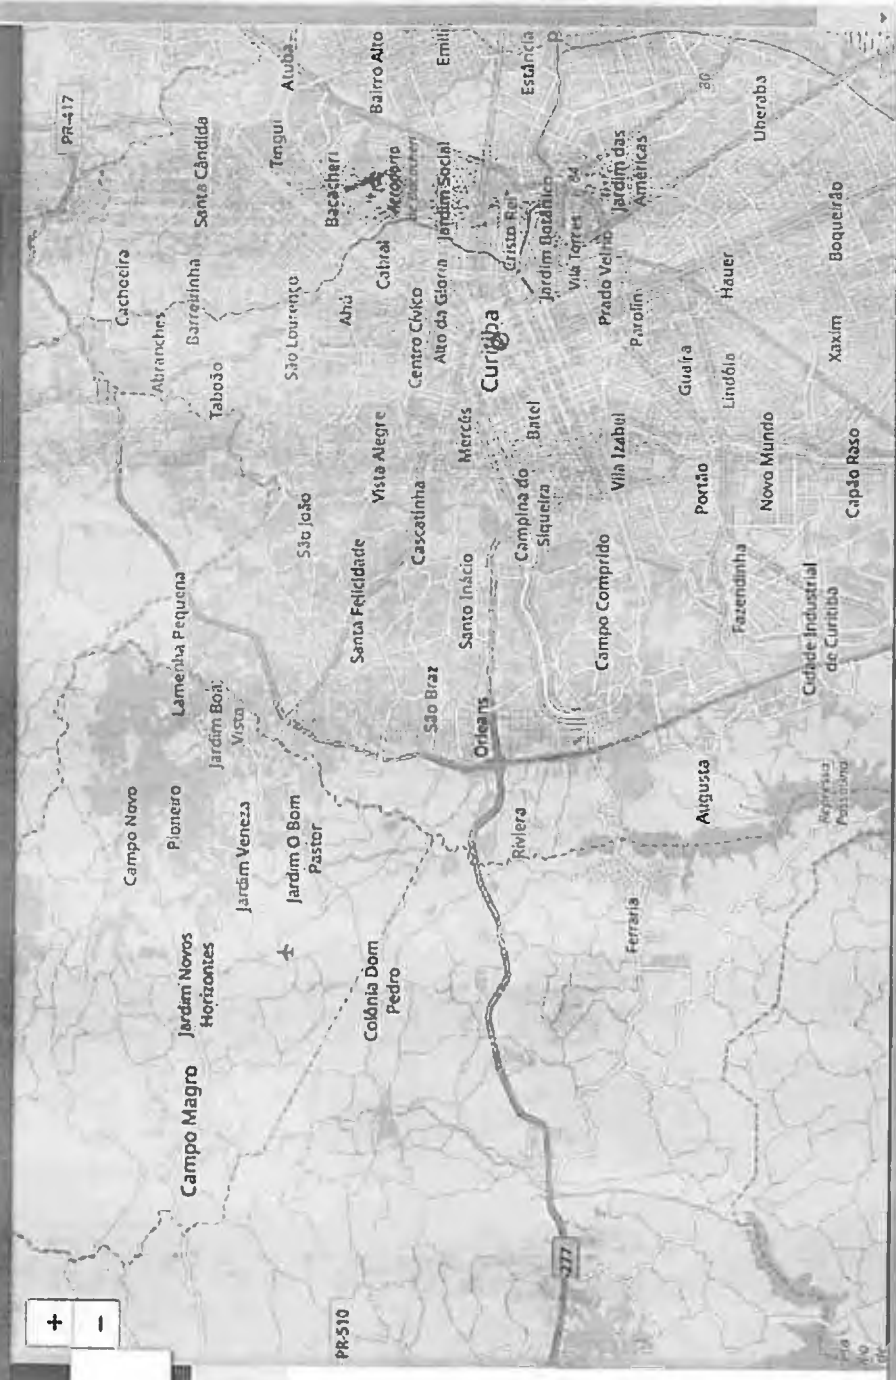 +
−
PR-417
Campo Novo
Cachoeira
Abranches
Pioneiro
Lamenha Pequena
Campo Magro
Jardim Novos
Horizontes
Barreirinha
Santa Cândida
Jardim Boa
Vista
Taboão
Jardim Veneza
Tingui
Atuba
Jardim O Bom
Pastor
São João
São Lourenço
PR-510
Bacacheri
Ahú
Santa Felicidade
Colônia Dom
Pedro
Vista Alegre
Cabral
Bairro Alto
Aeroporto
de Bacacheri
Cascatinha
Centro Cívico
São Braz
Alto da Gloria
Jardim Social
Emili
Santo Inácio
Mercês
Orleans
Curitiba
Cristo Rei
Riviera
Campina do
Siqueira
Batel
Estância
Jardim Botânico
277
Vila Torres
Campo Comprido
Vila Izabel
Prado Velho
Jardim das
Américas
Ferraria
Parolin
Guaíra
Augusta
Portão
Lindóia
Hauer
Fazendinha
Novo Mundo
Uberaba
Cidade Industrial
de Curitiba
Represa
Passaúna
Xaxim
Boqueirão
Capão Raso